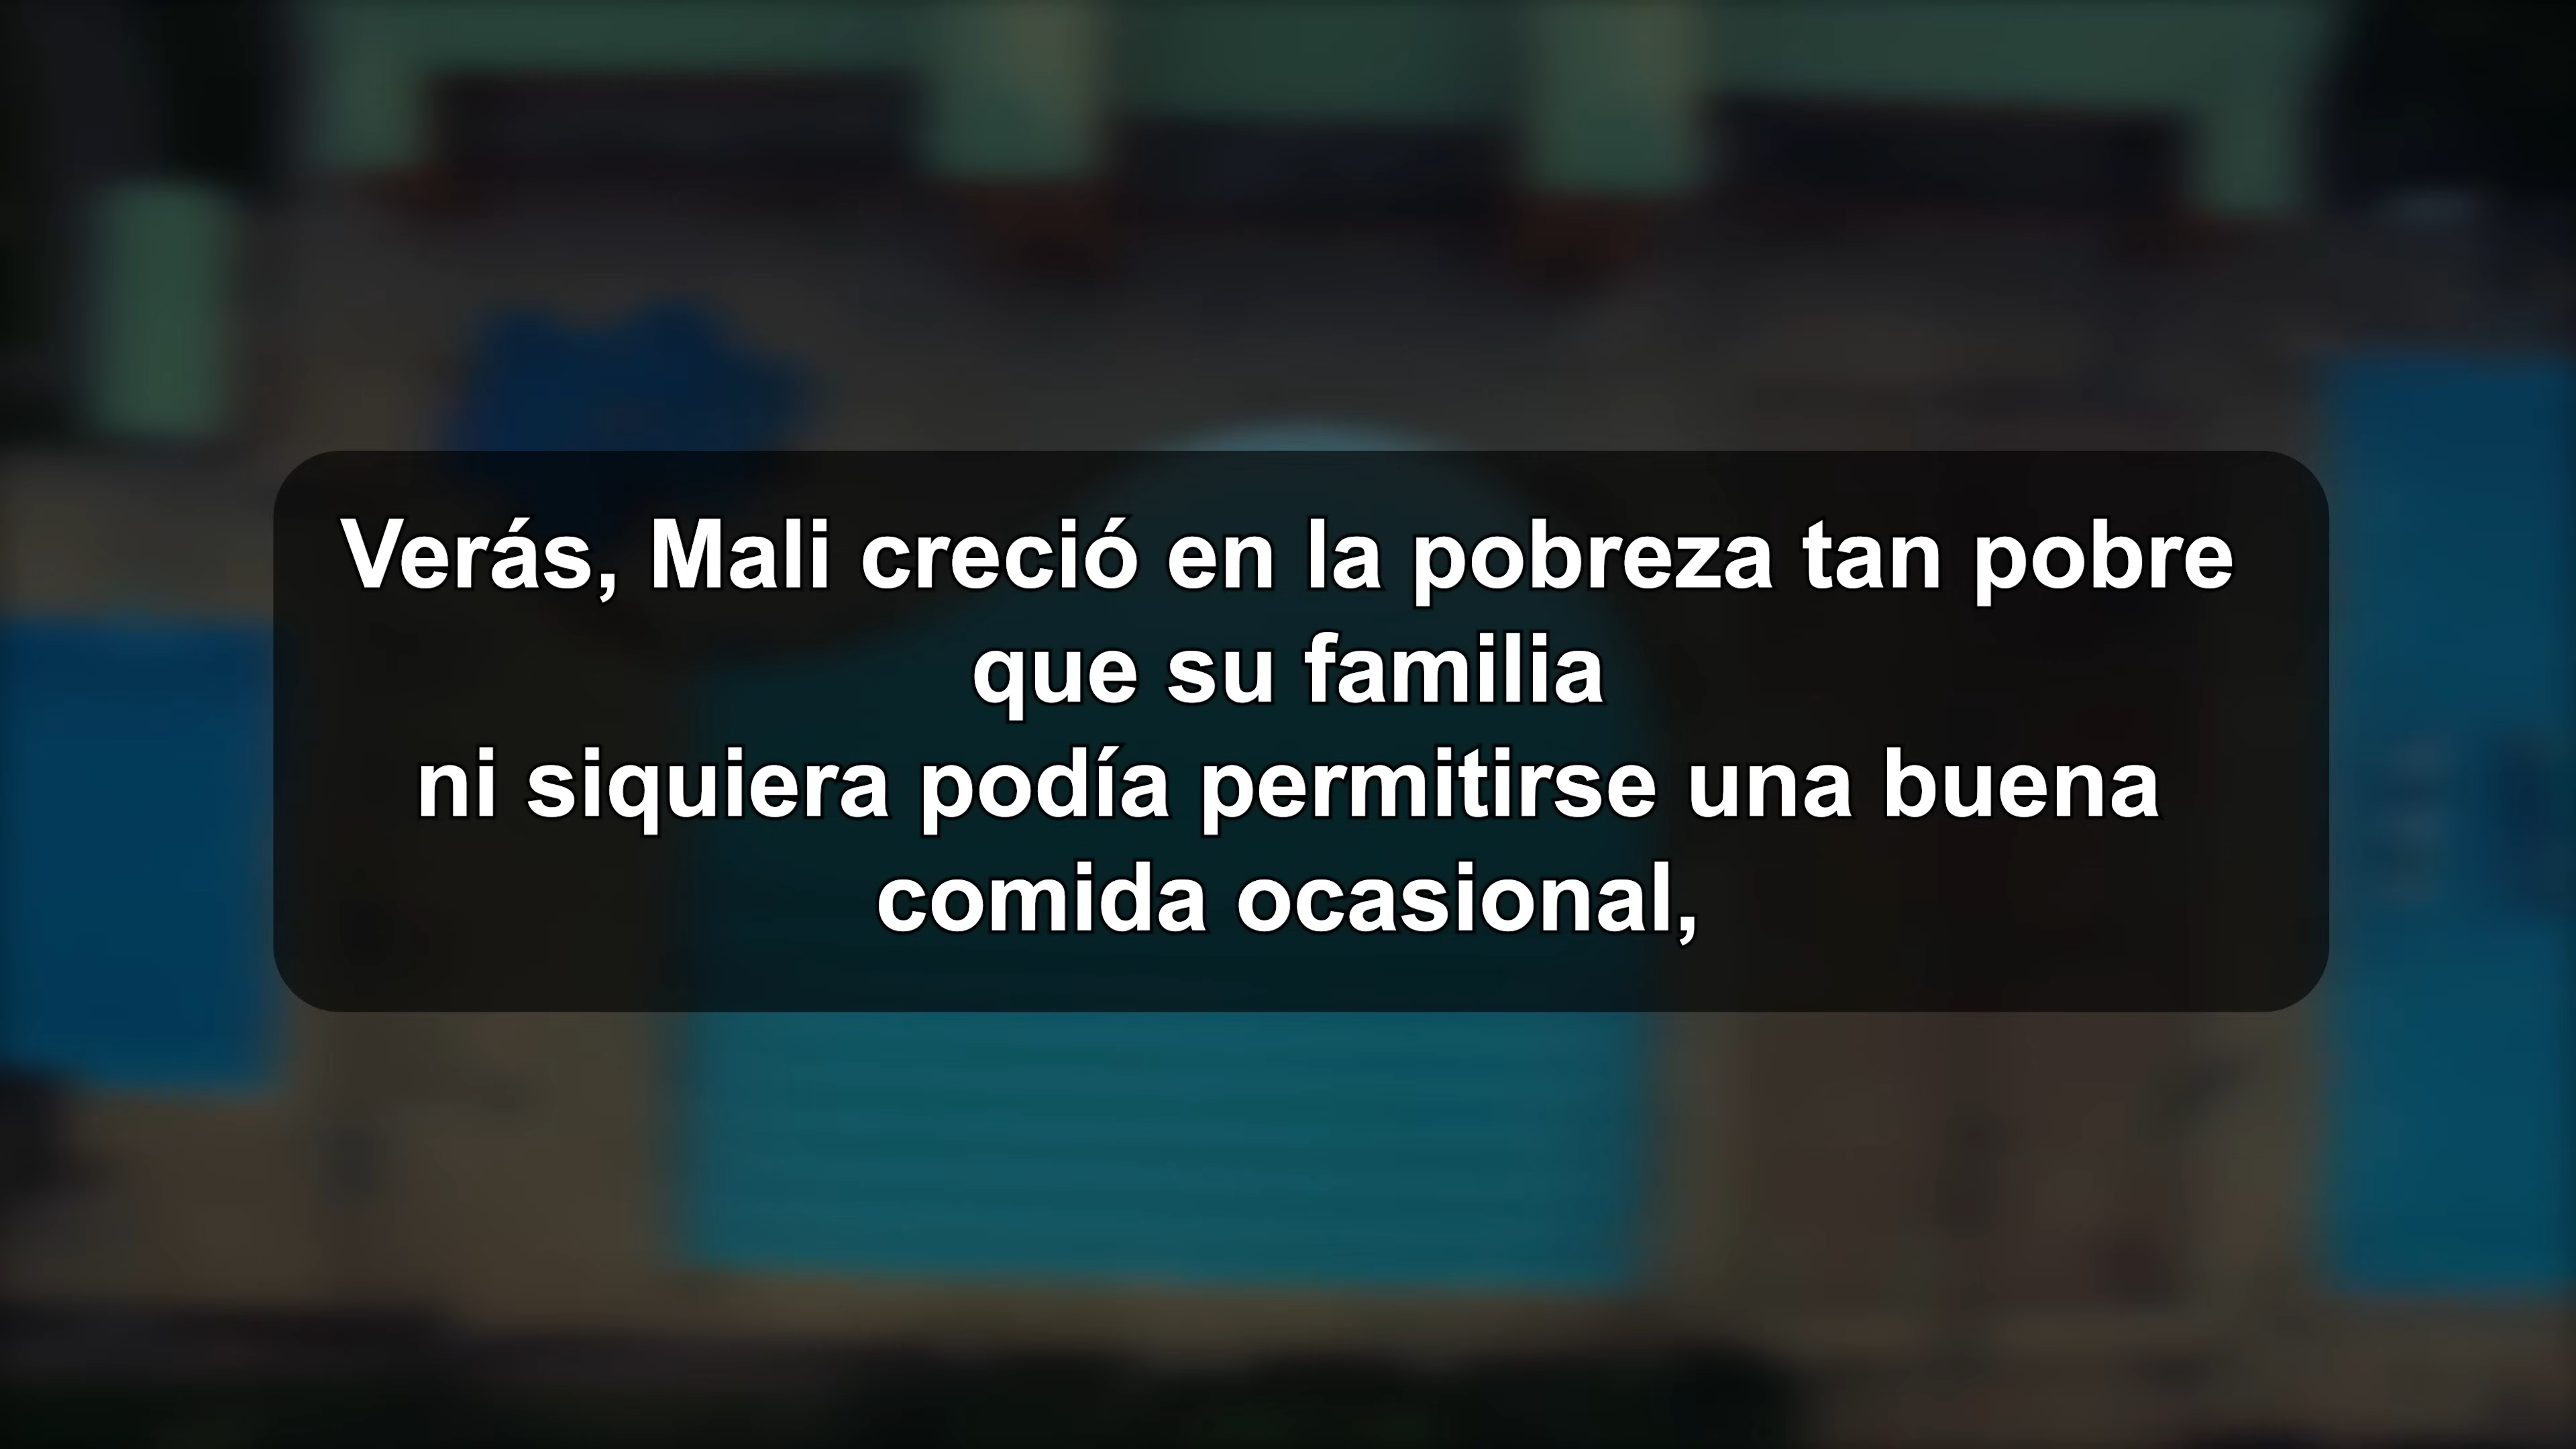 Verás, Mali creció en la pobreza tan pobre
que su familia
ni siquiera podía permitirse una buena
comida ocasional,